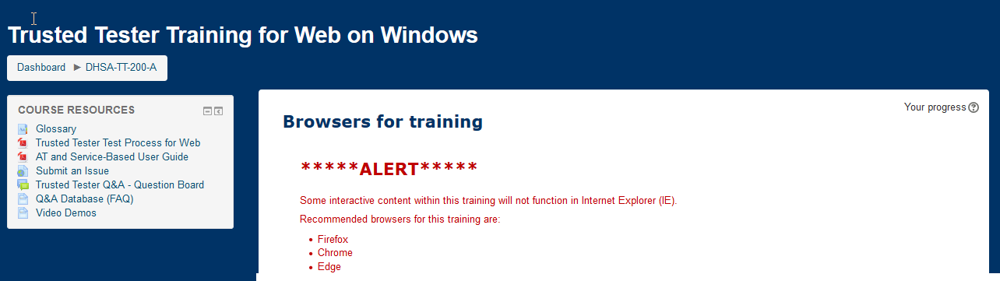 Trusted Tester Training for Web on Windows
Dashboard ▶ DHSA-TT-200-A
COURSE RESOURCES
Glossary
Trusted Tester Test Process for Web
AT and Service-Based User Guide
Submit an Issue
Trusted Tester Q&A - Question Board
Q&A Database (FAQ)
Video Demos
Your progress
Browsers for training
*****ALERT*****
Some interactive content within this training will not function in Internet Explorer (IE).
Recommended browsers for this training are:
• Firefox
• Chrome
• Edge